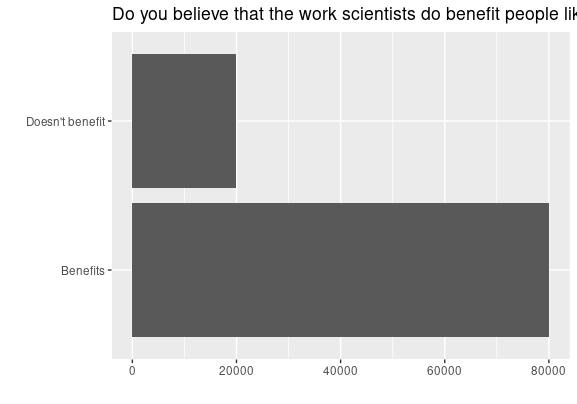 Do you believe that the work scientists do benefit people lik
Doesn't benefit
Benefits
0 20000 40000 60000 80000